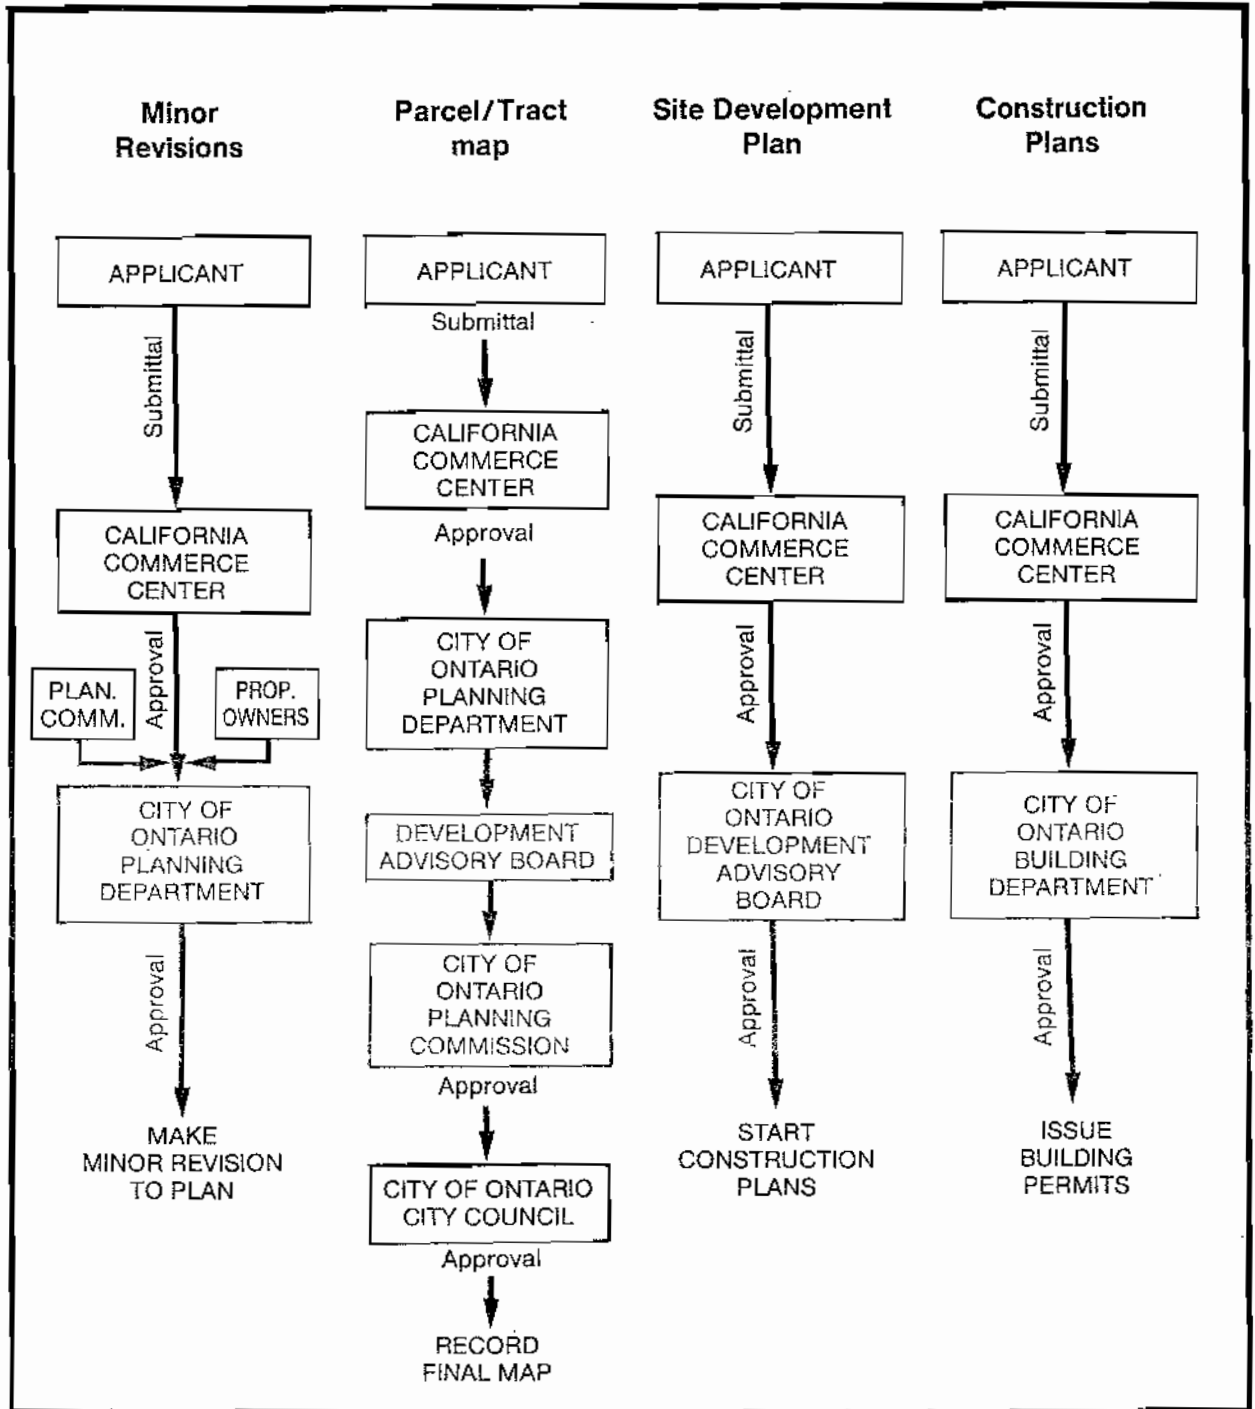 Minor
Revisions
APPLICANT
Submittal
CALIFORNIA
COMMERCE
CENTER
Approval
PLAN.
COMM.
PROP.
OWNERS
CITY OF
ONTARIO
PLANNING
DEPARTMENT
Approval
MAKE
MINOR REVISION
TO PLAN
Parcel/Tract
map
APPLICANT
Submittal
CALIFORNIA
COMMERCE
CENTER
Approval
CITY OF
ONTARIO
PLANNING
DEPARTMENT
DEVELOPMENT
ADVISORY BOARD
CITY OF
ONTARIO
PLANNING
COMMISSION
Approval
CITY OF ONTARIO
CITY COUNCIL
Approval
RECORD
FINAL MAP
Site Development
Plan
APPLICANT
Submittal
CALIFORNIA
COMMERCE
CENTER
Approval
CITY OF
ONTARIO
DEVELOPMENT
ADVISORY
BOARD
Approval
START
CONSTRUCTION
PLANS
Construction
Plans
APPLICANT
Submittal
CALIFORNIA
COMMERCE
CENTER
Approval
CITY OF
ONTARIO
BUILDING
DEPARTMENT
Approval
ISSUE
BUILDING
PERMITS